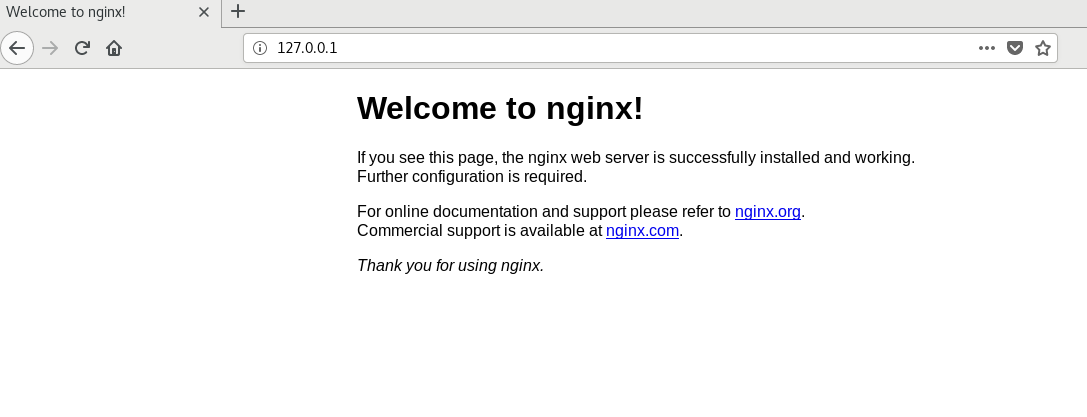 Welcome to nginx!
127.0.0.1
Welcome to nginx!
If you see this page, the nginx web server is successfully installed and working.
Further configuration is required.
For online documentation and support please refer to nginx.org.
Commercial support is available at nginx.com.
Thank you for using nginx.